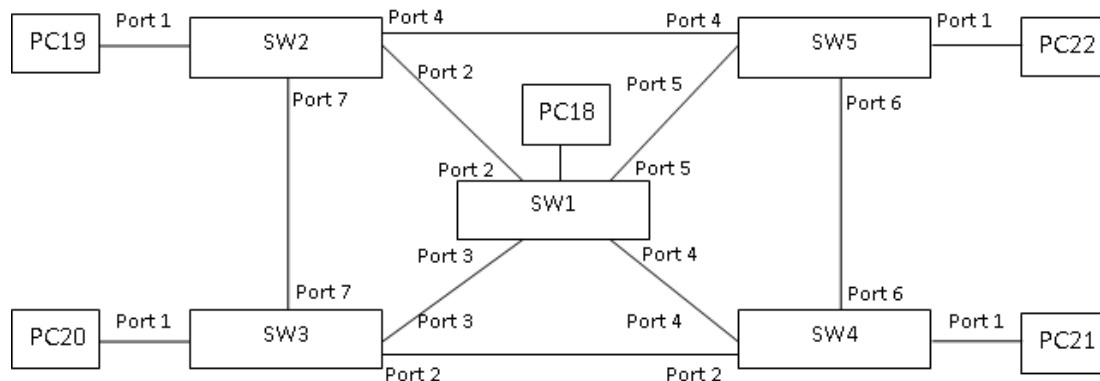 PC19
Port 1
SW2
Port 4
Port 4
SW5
Port 1
PC22
Port 2
Port 7
PC18
Port 5
Port 6
Port 2
SW1
Port 5
Port 3
Port 4
Port 7
Port 6
PC20
Port 1
SW3
Port 3
Port 4
SW4
Port 1
PC21
Port 2
Port 2